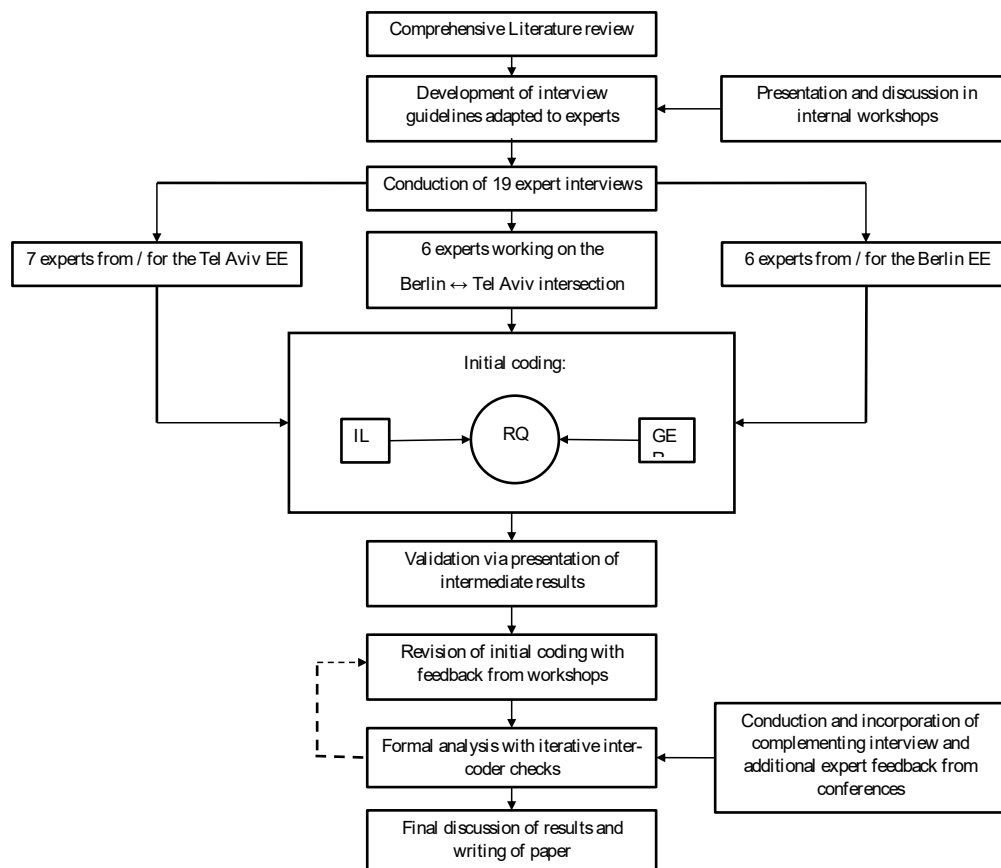 Comprehensive Literature review
Development of interview
guidelines adapted to experts
Presentation and discussion in
internal workshops
Conduction of 19 expert interviews
7 experts from / for the Tel Aviv EE
6 experts working on the
Berlin ↔ Tel Aviv intersection
6 experts from / for the Berlin EE
Initial coding:
IL
RQ
GE
Validation via presentation of
intermediate results
Revision of initial coding with
feedback from workshops
Formal analysis with iterative inter-
coder checks
Conduction and incorporation of
complementing interview and
additional expert feedback from
conferences
Final discussion of results and
writing of paper